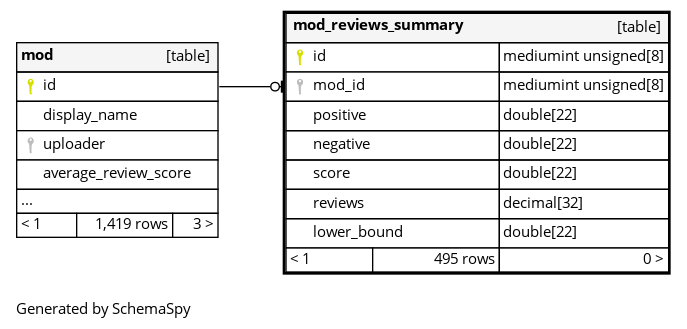 mod [table]
id
display_name
uploader
average_review_score
...
< 1 1,419 rows 3 >
mod_reviews_summary [table]
id mediumint unsigned[8]
mod_id mediumint unsigned[8]
positive double[22]
negative double[22]
score double[22]
reviews decimal[32]
lower_bound double[22]
< 1 495 rows 0 >
Generated by SchemaSpy